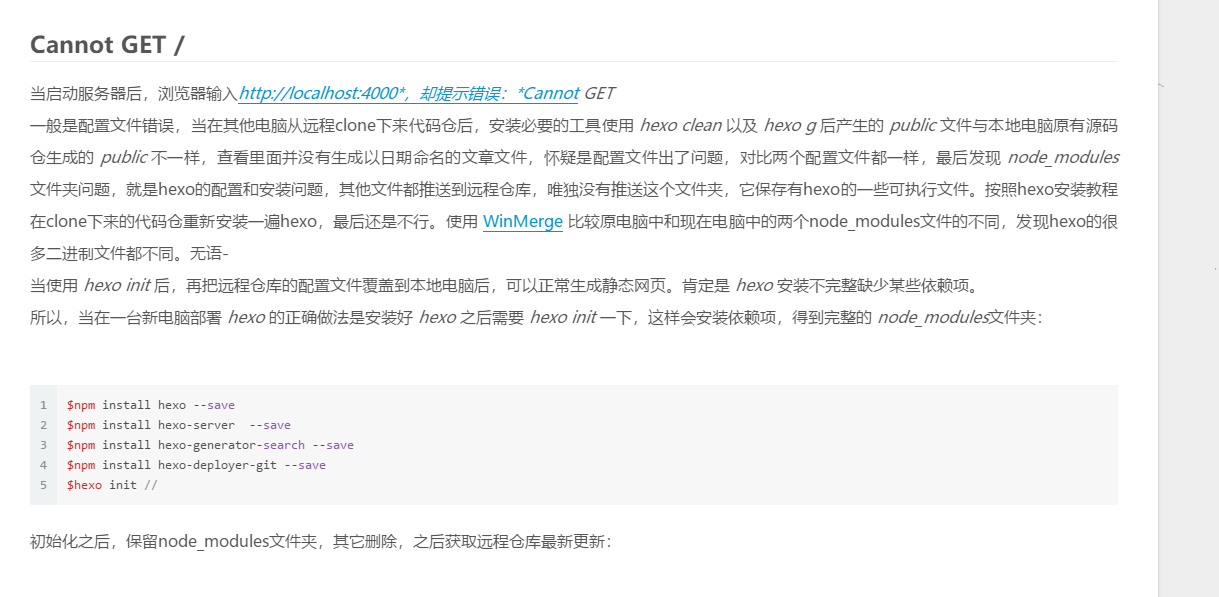 Cannot GET /
当启动服务器后，浏览器输入http://localhost:4000*，却提示错误：*Cannot GET
一般是配置文件错误，当在其他电脑从远程clone下来代码仓后，安装必要的工具使用 hexo clean 以及 hexo g 后产生的 public 文件与本地电脑原有源码
仓生成的 public 不一样，查看里面并没有生成以日期命名的文章文件，怀疑是配置文件出了问题，对比两个配置文件都一样，最后发现 node_modules
文件夹问题，就是hexo的配置和安装问题，其他文件都推送到远程仓库，唯独没有推送这个文件夹，它保存有hexo的一些可执行文件。按照hexo安装教程
在clone下来的代码仓重新安装一遍hexo，最后还是不行。使用 WinMerge 比较原电脑中和现在电脑中的两个node_modules文件的不同，发现hexo的很
多二进制文件都不同。无语-
当使用 hexo init 后，再把远程仓库的配置文件覆盖到本地电脑后，可以正常生成静态网页。肯定是 hexo 安装不完整缺少某些依赖项。
所以，当在一台新电脑部署 hexo 的正确做法是安装好 hexo 之后需要 hexo init 一下，这样会安装依赖项，得到完整的 node_modules文件夹：
1 $npm install hexo --save
2 $npm install hexo-server  --save
3 $npm install hexo-generator-search --save
4 $npm install hexo-deployer-git --save
5 $hexo init //
初始化之后，保留node_modules文件夹，其它删除，之后获取远程仓库最新更新：